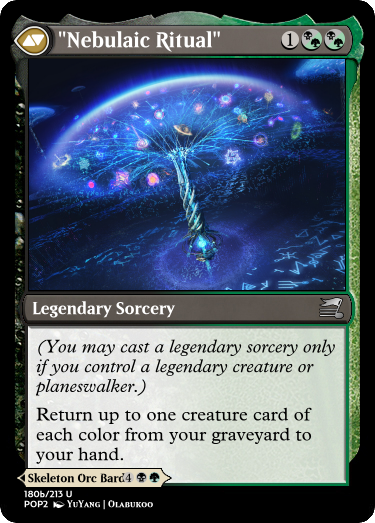 "Nebulaic Ritual" 1
Legendary Sorcery
(You may cast a legendary sorcery only
if you control a legendary creature or
planeswalker.)
Return up to one creature card of
each color from your graveyard to
your hand.
Skeleton Orc Bard 4
180b/213 U
POP2 YuYang | Olabukoo